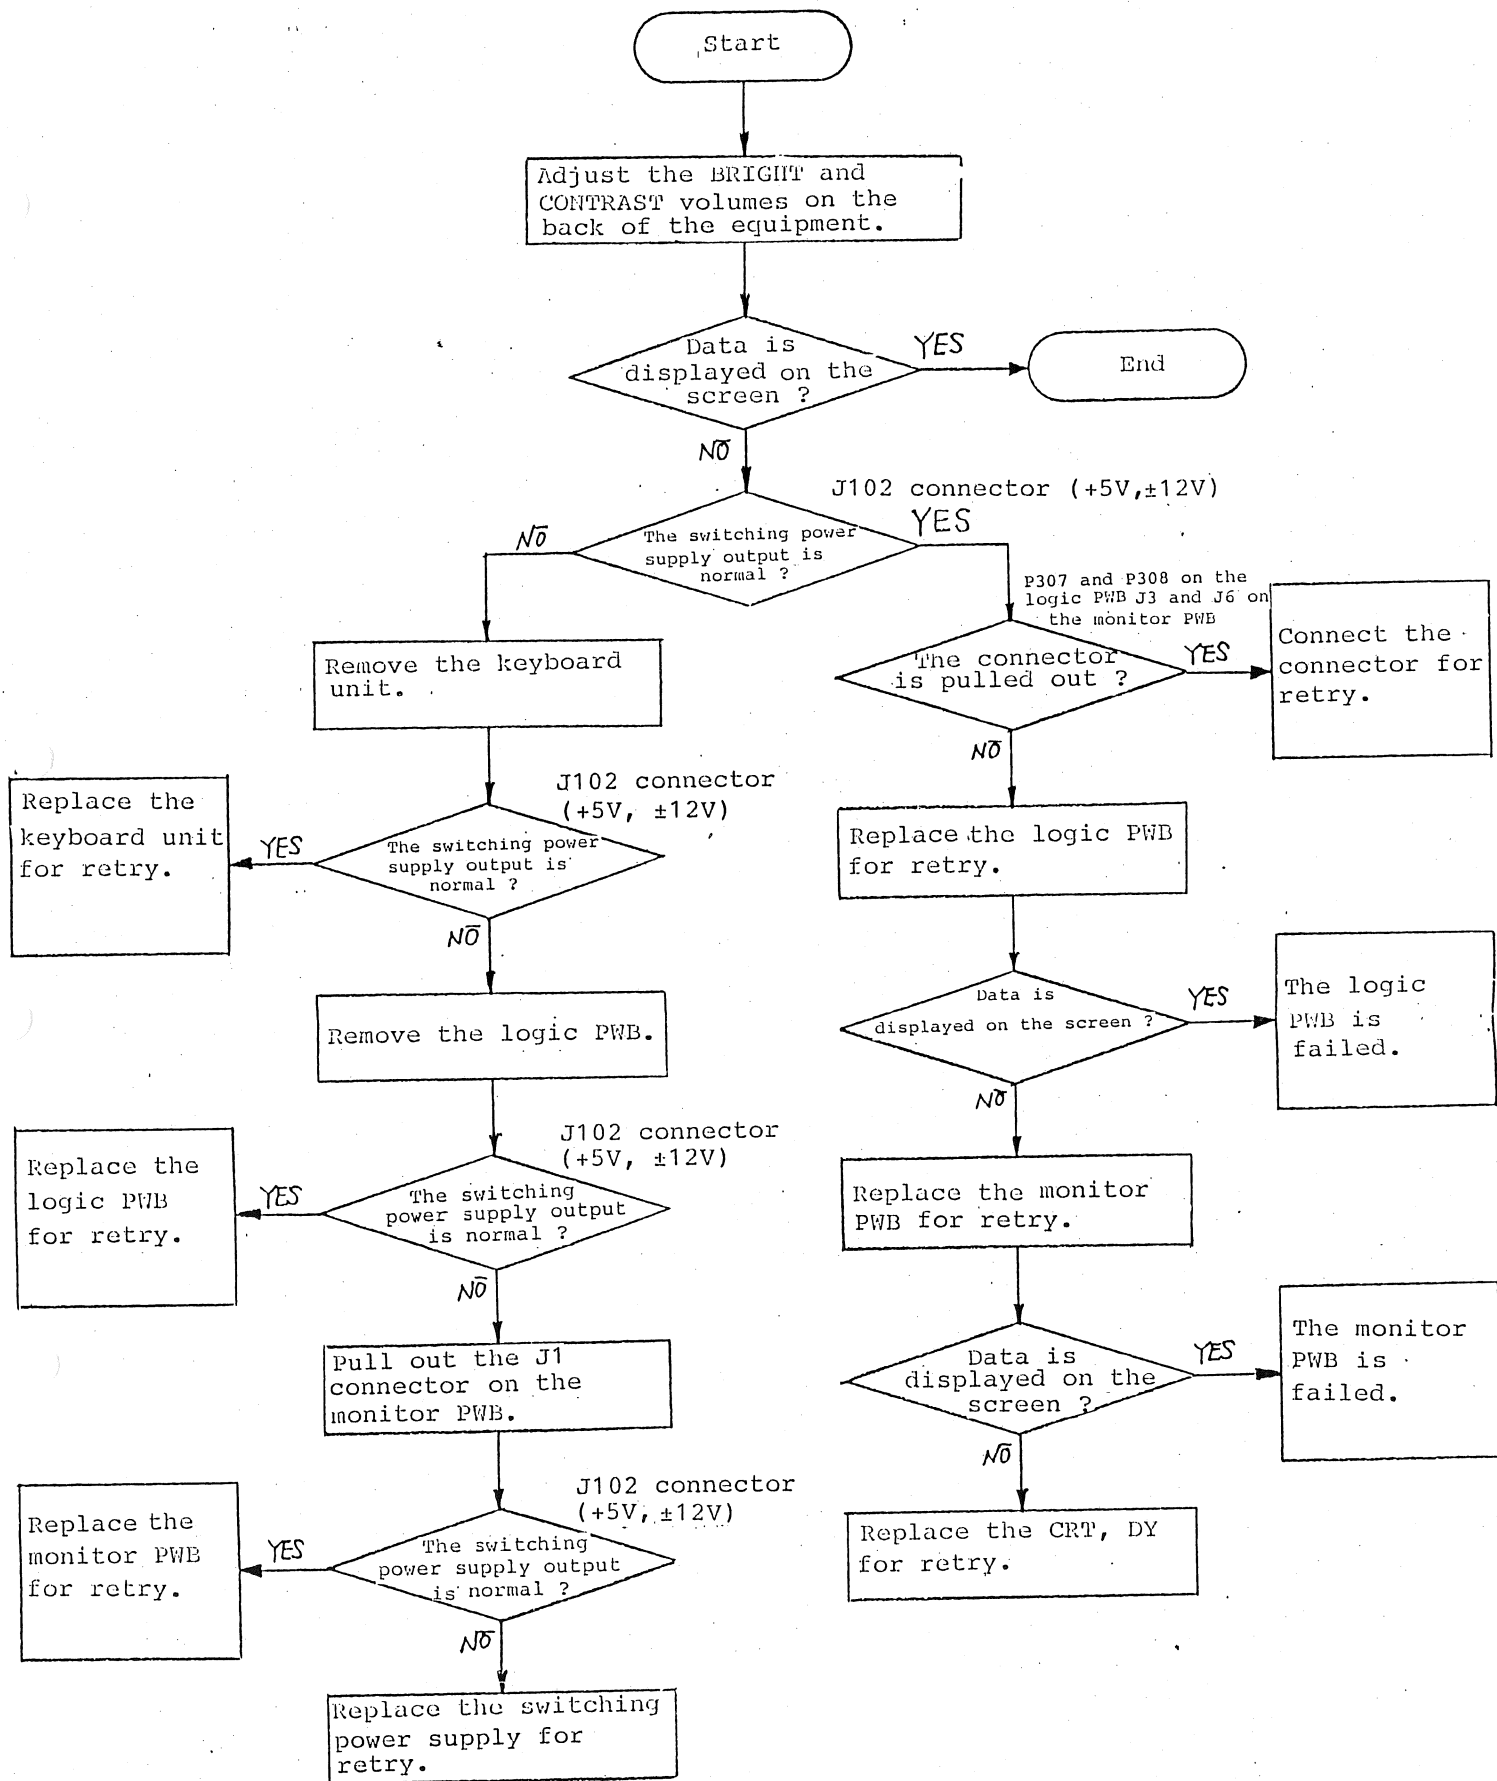 Start
Adjust the BRIGHT and
CONTRAST volumes on the
back of the equipment.
Data is
displayed on the
screen ?
YES
End
NO
J102 connector (+5V,±12V)
The switching power
supply output is
normal ?
NO
YES
Remove the keyboard
unit.
J102 connector
(+5V, ±12V)
The switching power
supply output is
normal ?
YES
Replace the
keyboard unit
for retry.
NO
Remove the logic PWB.
J102 connector
(+5V, ±12V)
The switching
power supply output
is normal ?
YES
Replace the
logic PWB
for retry.
NO
Pull out the J1
connector on the
monitor PWB.
J102 connector
(+5V, ±12V)
The switching
power supply output
is normal ?
YES
Replace the
monitor PWB
for retry.
NO
Replace the switching
power supply for
retry.
P307 and P308 on the
logic PWB J3 and J6 on
the monitor PWB
The connector
is pulled out ?
YES
Connect the
connector for
retry.
NO
Replace the logic PWB
for retry.
Data is
displayed on the screen ?
YES
The logic
PWB is
failed.
NO
Replace the monitor
PWB for retry.
Data is
displayed on the
screen ?
YES
The monitor
PWB is
failed.
NO
Replace the CRT, DY
for retry.